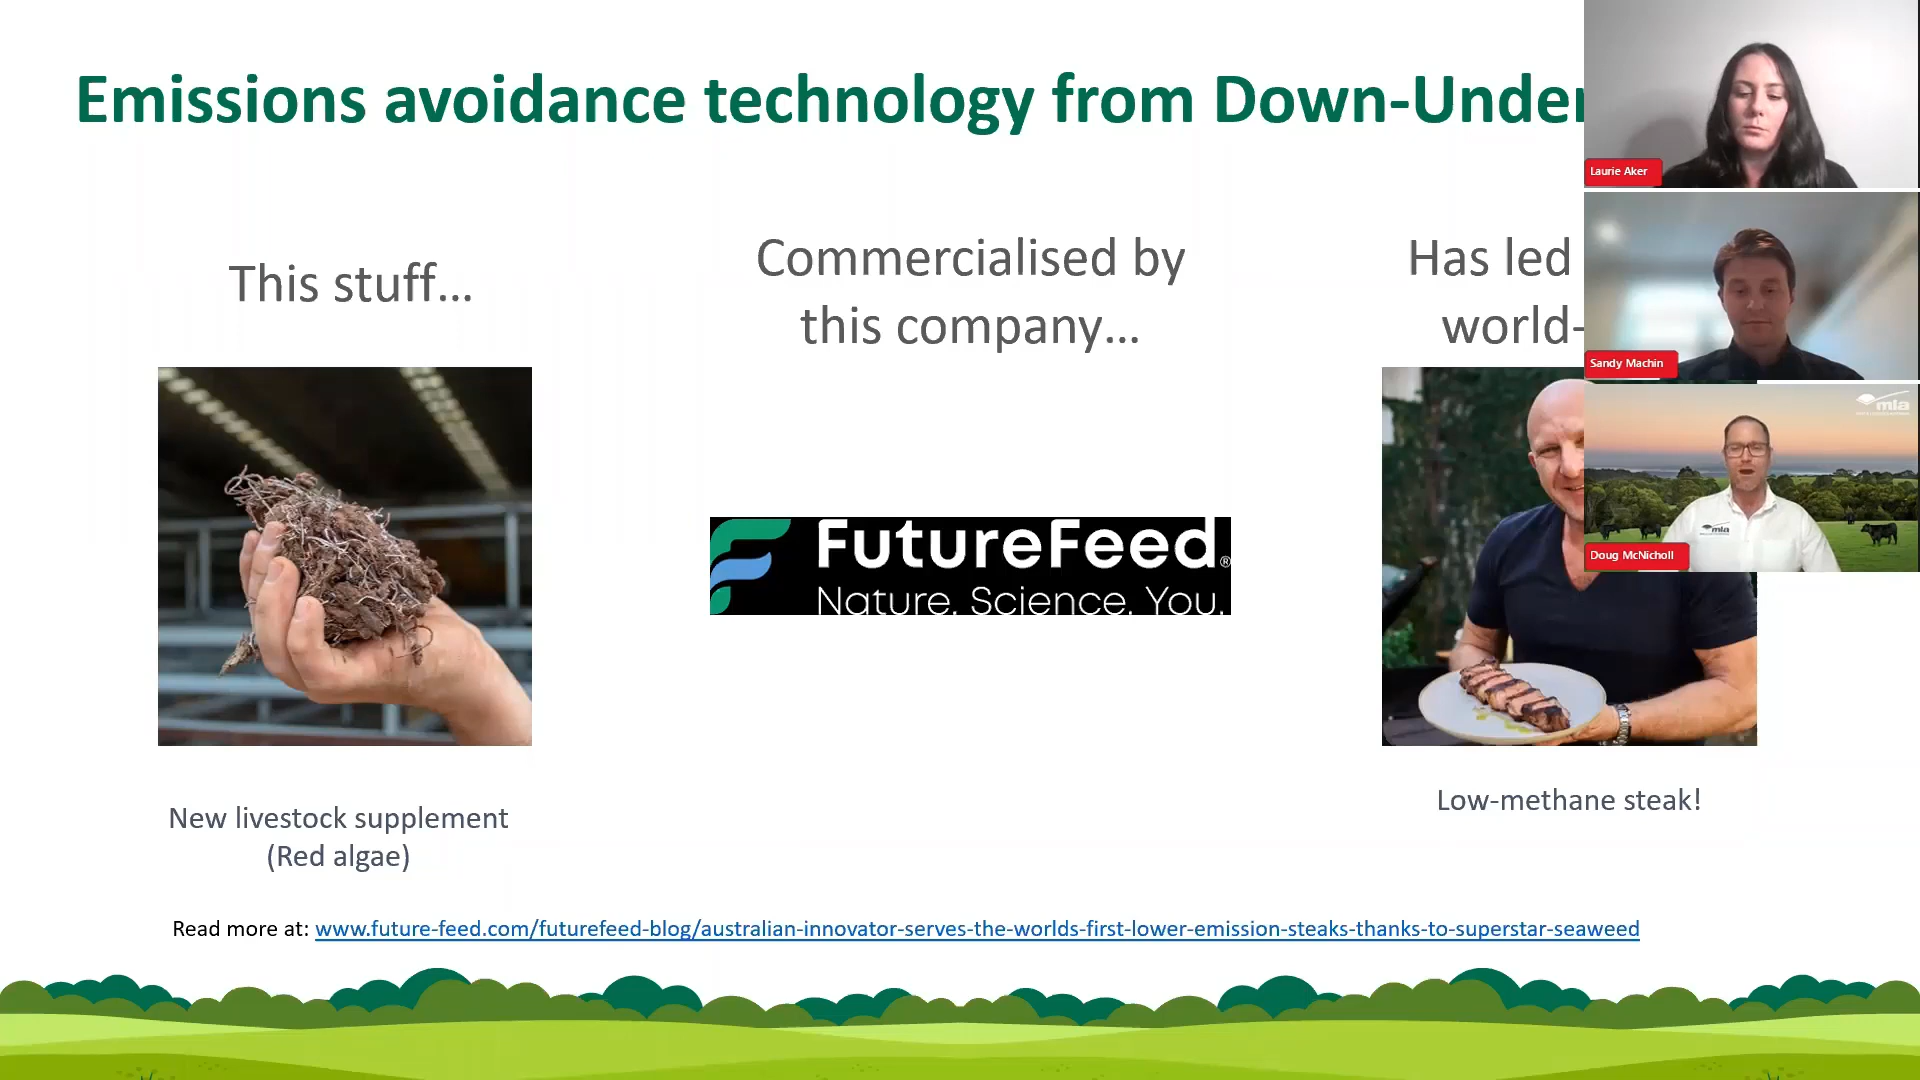 Emissions avoidance technology from Down-Under
This stuff...
Commercialised by
this company...
Has led
world-
FutureFeed®
Nature. Science. You.
New livestock supplement
(Red algae)
Low-methane steak!
Read more at: www.future-feed.com/futurefeed-blog/australian-innovator-serves-the-worlds-first-lower-emission-steaks-thanks-to-superstar-seaweed
Laurie Aker
Sandy Machin
mla
mla
Doug McNicholl